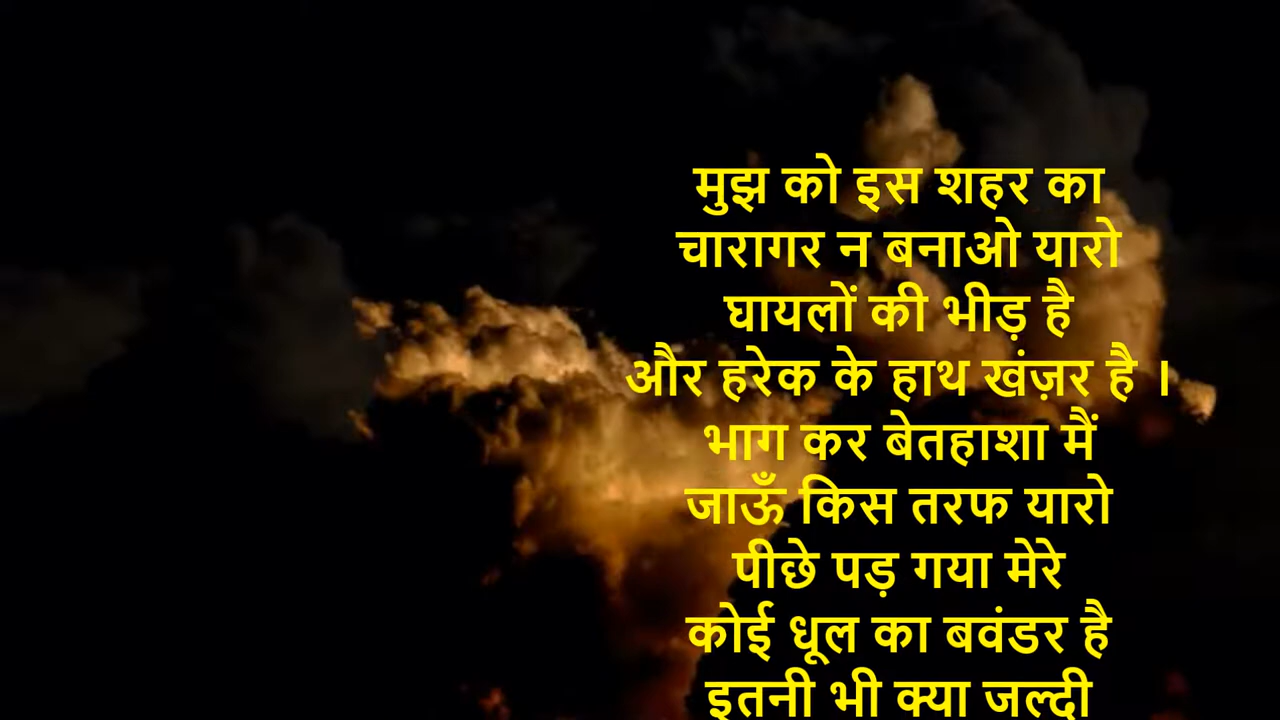 मुझ को इस शहर का
चारागर न बनाओ यारो
घायलों की भीड़ है
और हरेक के हाथ खंज़र है ।
भाग कर बेतहाशा मैं
जाऊँ किस तरफ यारो
पीछे पड़ गया मेरे
कोई धूल का बवंडर है
इतनी भी क्या जल्दी